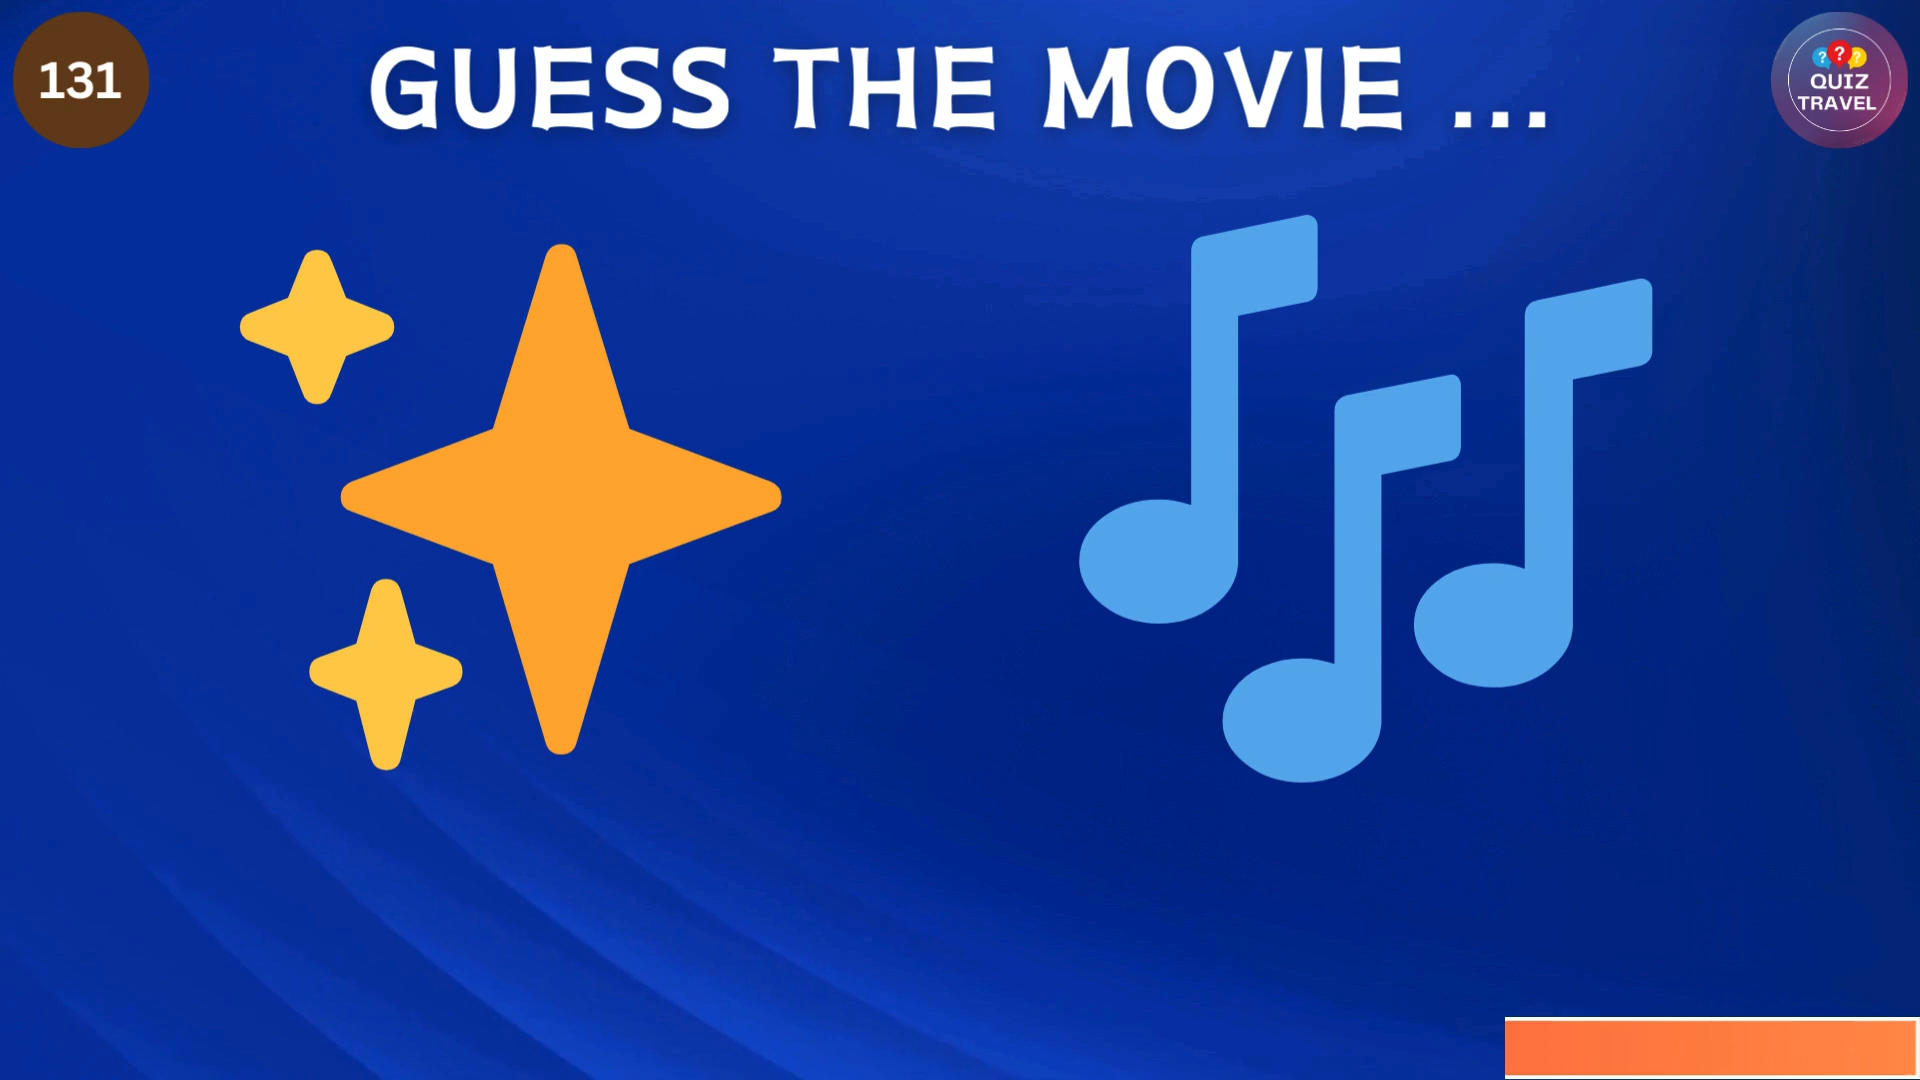 131
GUESS THE MOVIE ...
? ? ?
QUIZ
TRAVEL